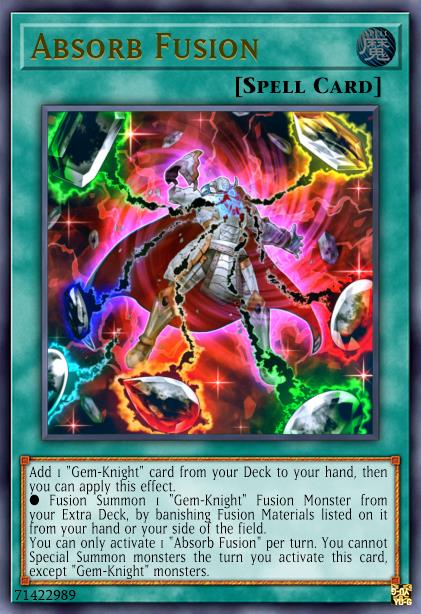 Absorb Fusion
魔
[Spell Card]
Add 1 "Gem-Knight" card from your Deck to your hand, then
you can apply this effect.
● Fusion Summon 1 "Gem-Knight" Fusion Monster from
your Extra Deck, by banishing Fusion Materials listed on it
from your hand or your side of the field.
You can only activate 1 "Absorb Fusion" per turn. You cannot
Special Summon monsters the turn you activate this card,
except "Gem-Knight" monsters.
71422989